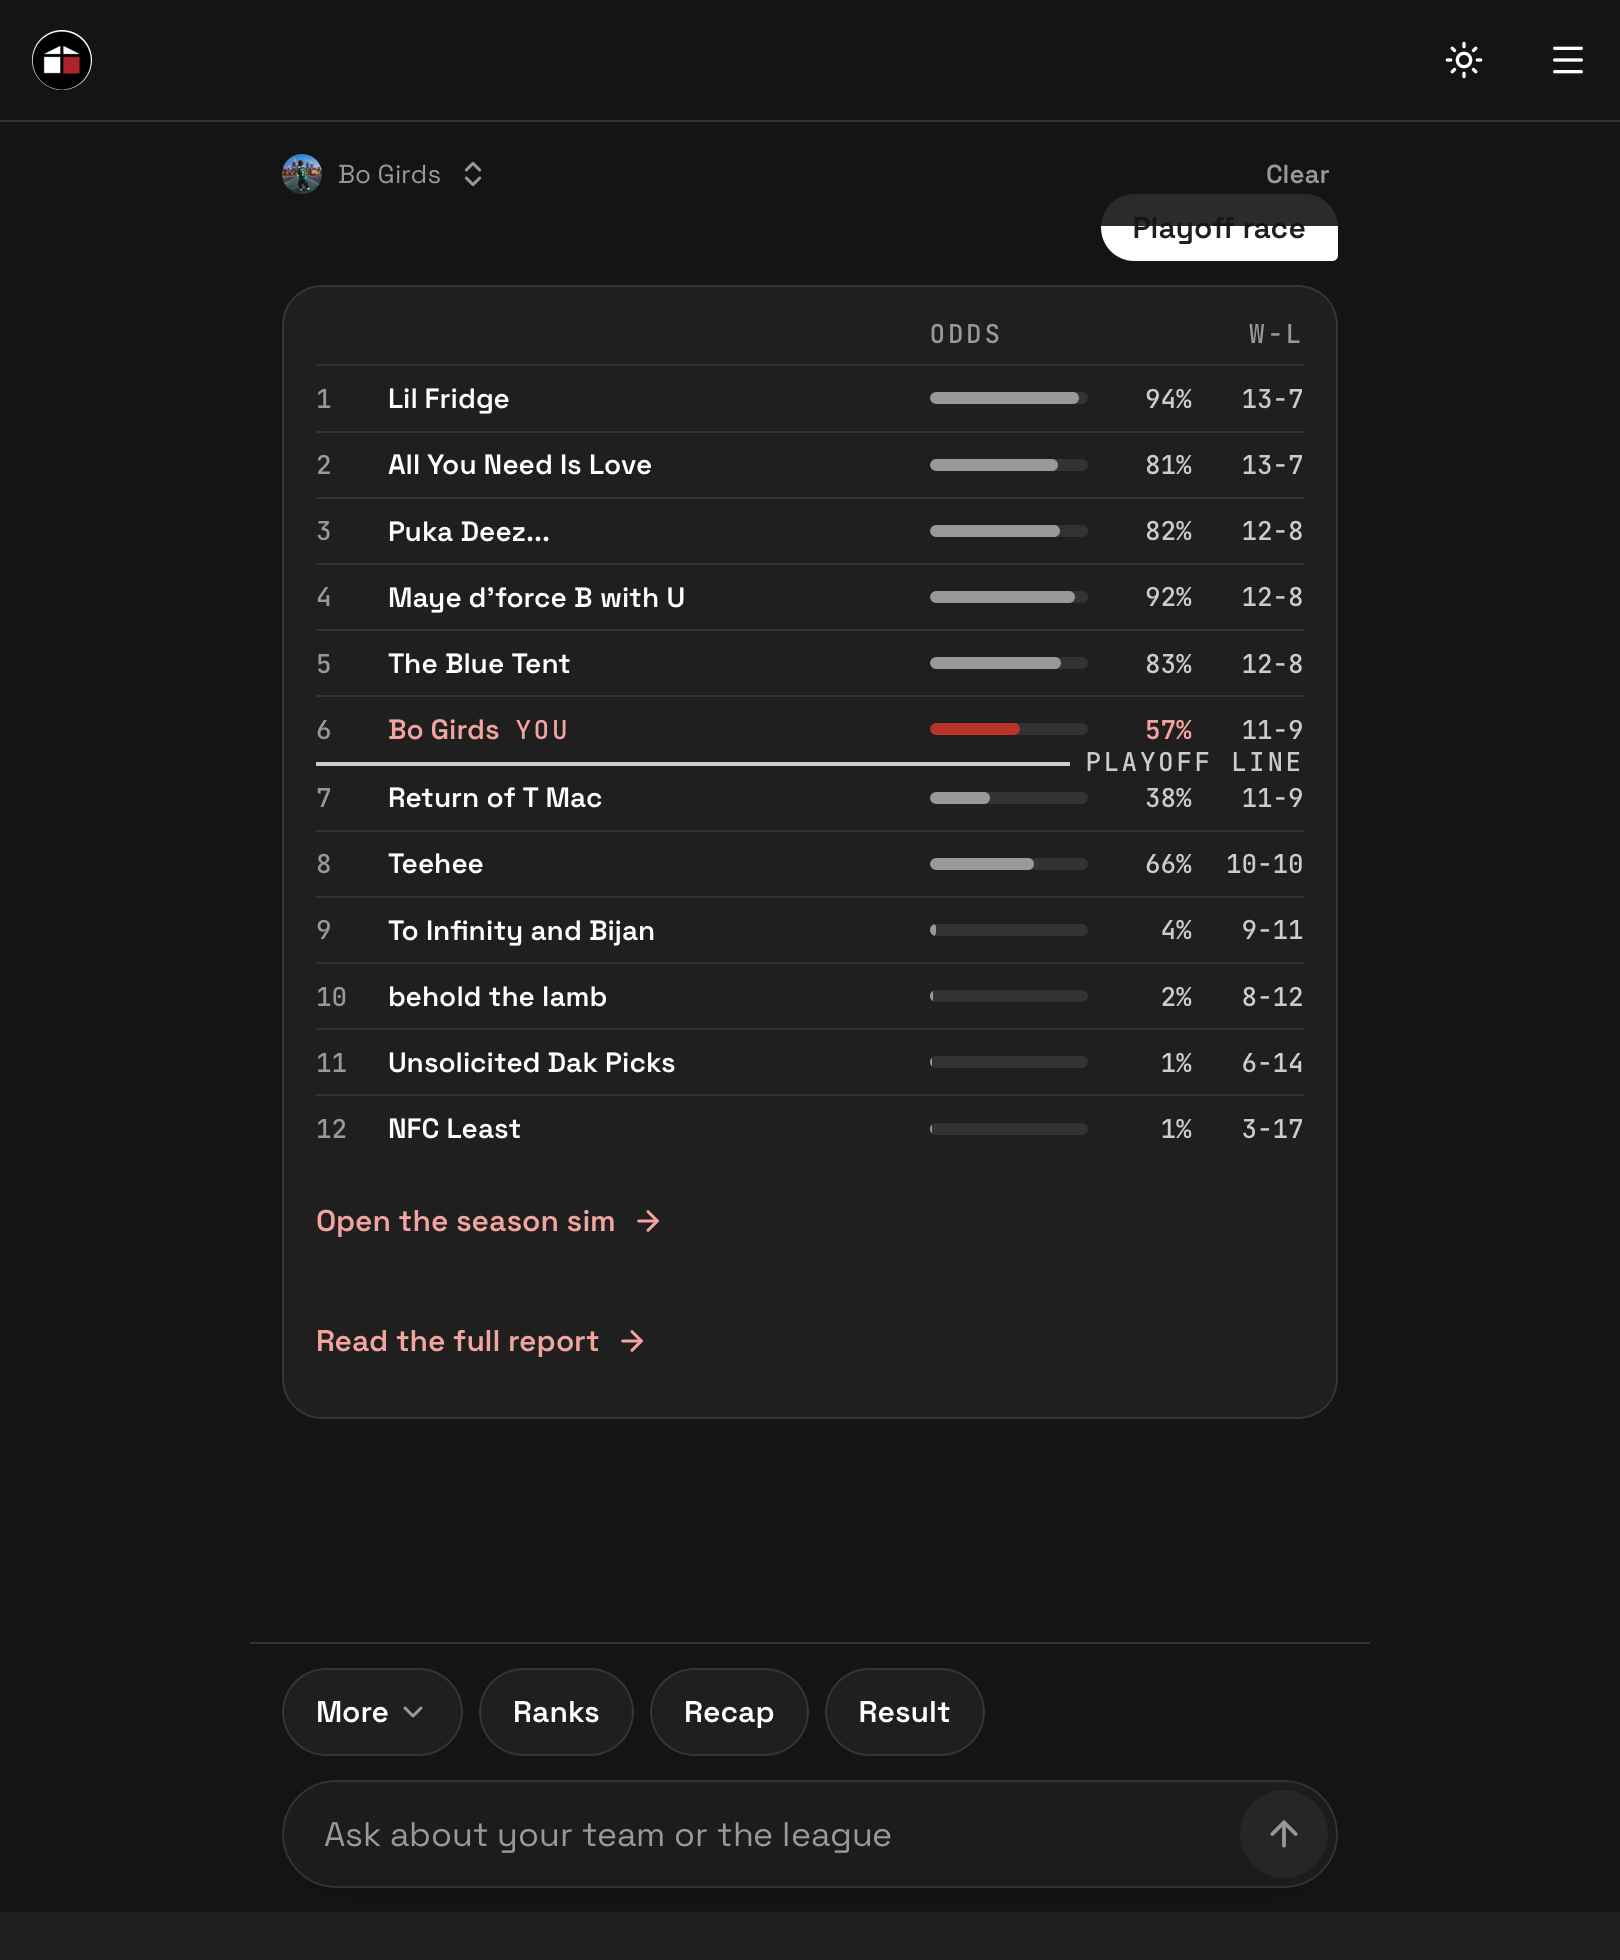 Bo Girds Clear
Playoff race
ODDS W-L
1 Lil Fridge 94% 13-7
2 All You Need Is Love 81% 13-7
3 Puka Deez... 82% 12-8
4 Maye d’force B with U 92% 12-8
5 The Blue Tent 83% 12-8
6 Bo Girds YOU 57% 11-9
PLAYOFF LINE
7 Return of T Mac 38% 11-9
8 Teehee 66% 10-10
9 To Infinity and Bijan 4% 9-11
10 behold the lamb 2% 8-12
11 Unsolicited Dak Picks 1% 6-14
12 NFC Least 1% 3-17
Open the season sim →
Read the full report →
More Ranks Recap Result
Ask about your team or the league